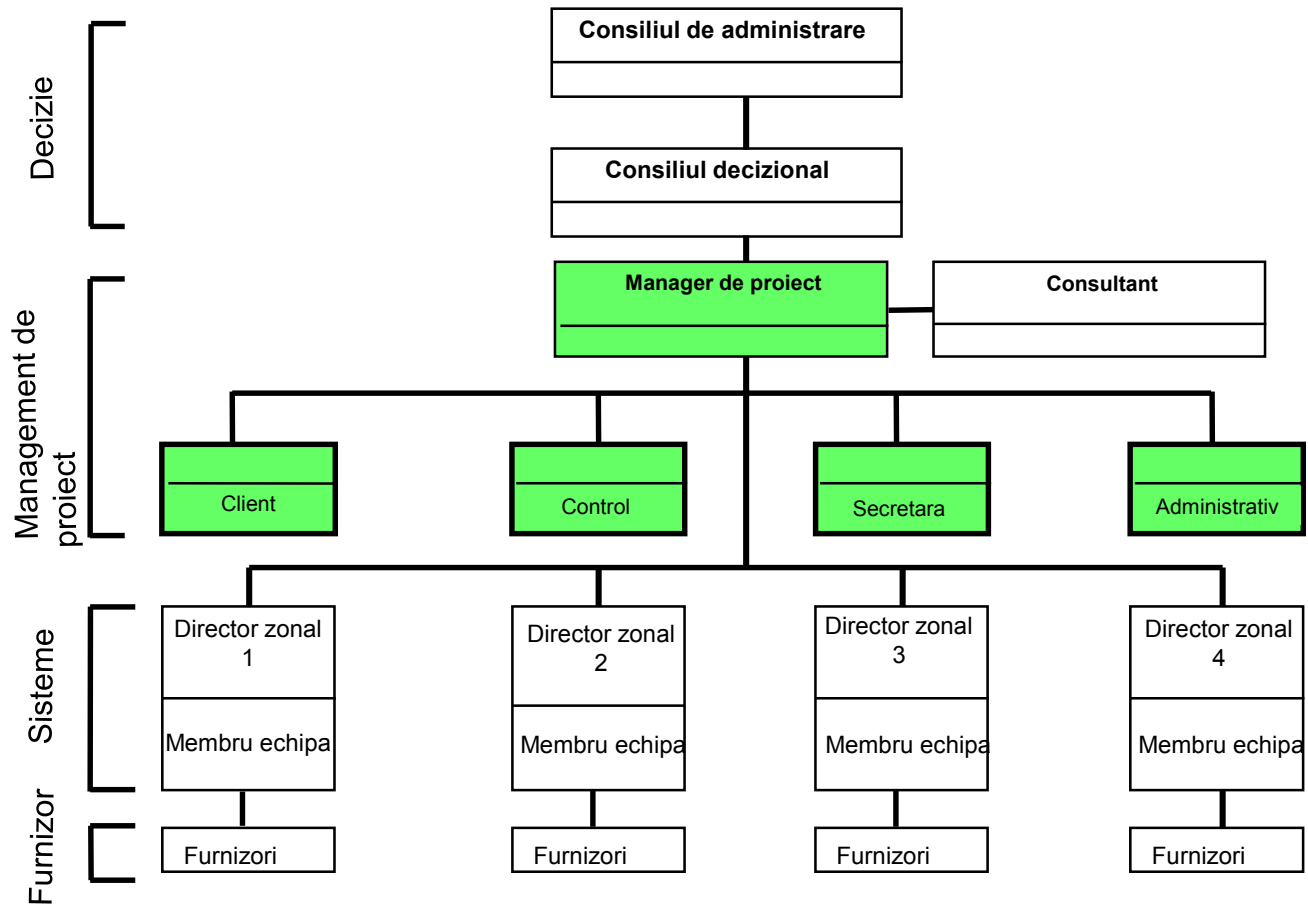 Decizie
Consiliul de administrare
Consiliul decizional
Management de
proiect
Manager de proiect
Consultant
Client
Control
Secretara
Administrativ
Sisteme
Director zonal
1
Membru echipa
Director zonal
2
Membru echipa
Director zonal
3
Membru echipa
Director zonal
4
Membru echipa
Furnizor
Furnizori
Furnizori
Furnizori
Furnizori